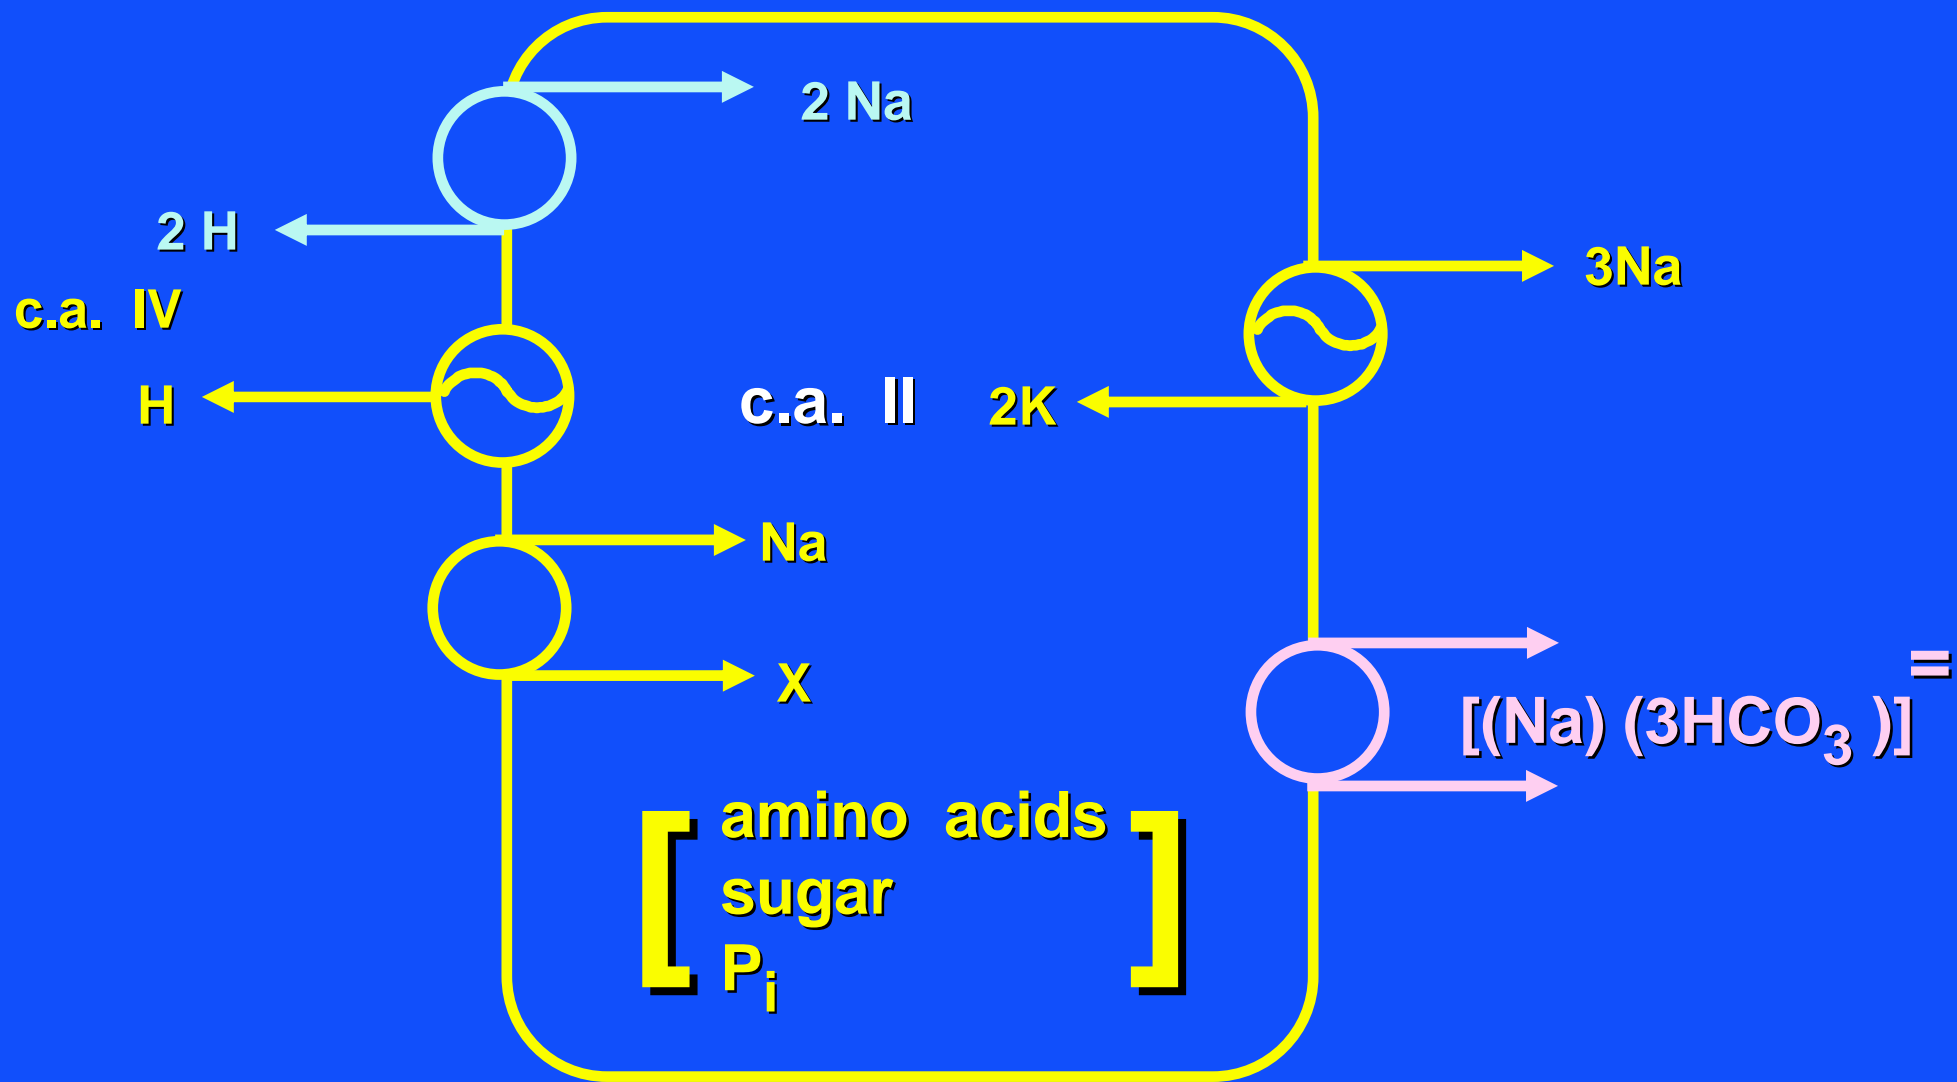 2 Na
2 H
3Na
c.a. IV
H
c.a. II
2K
Na
X
=
[(Na) (3HCO3 )]
amino acids
sugar
Pi